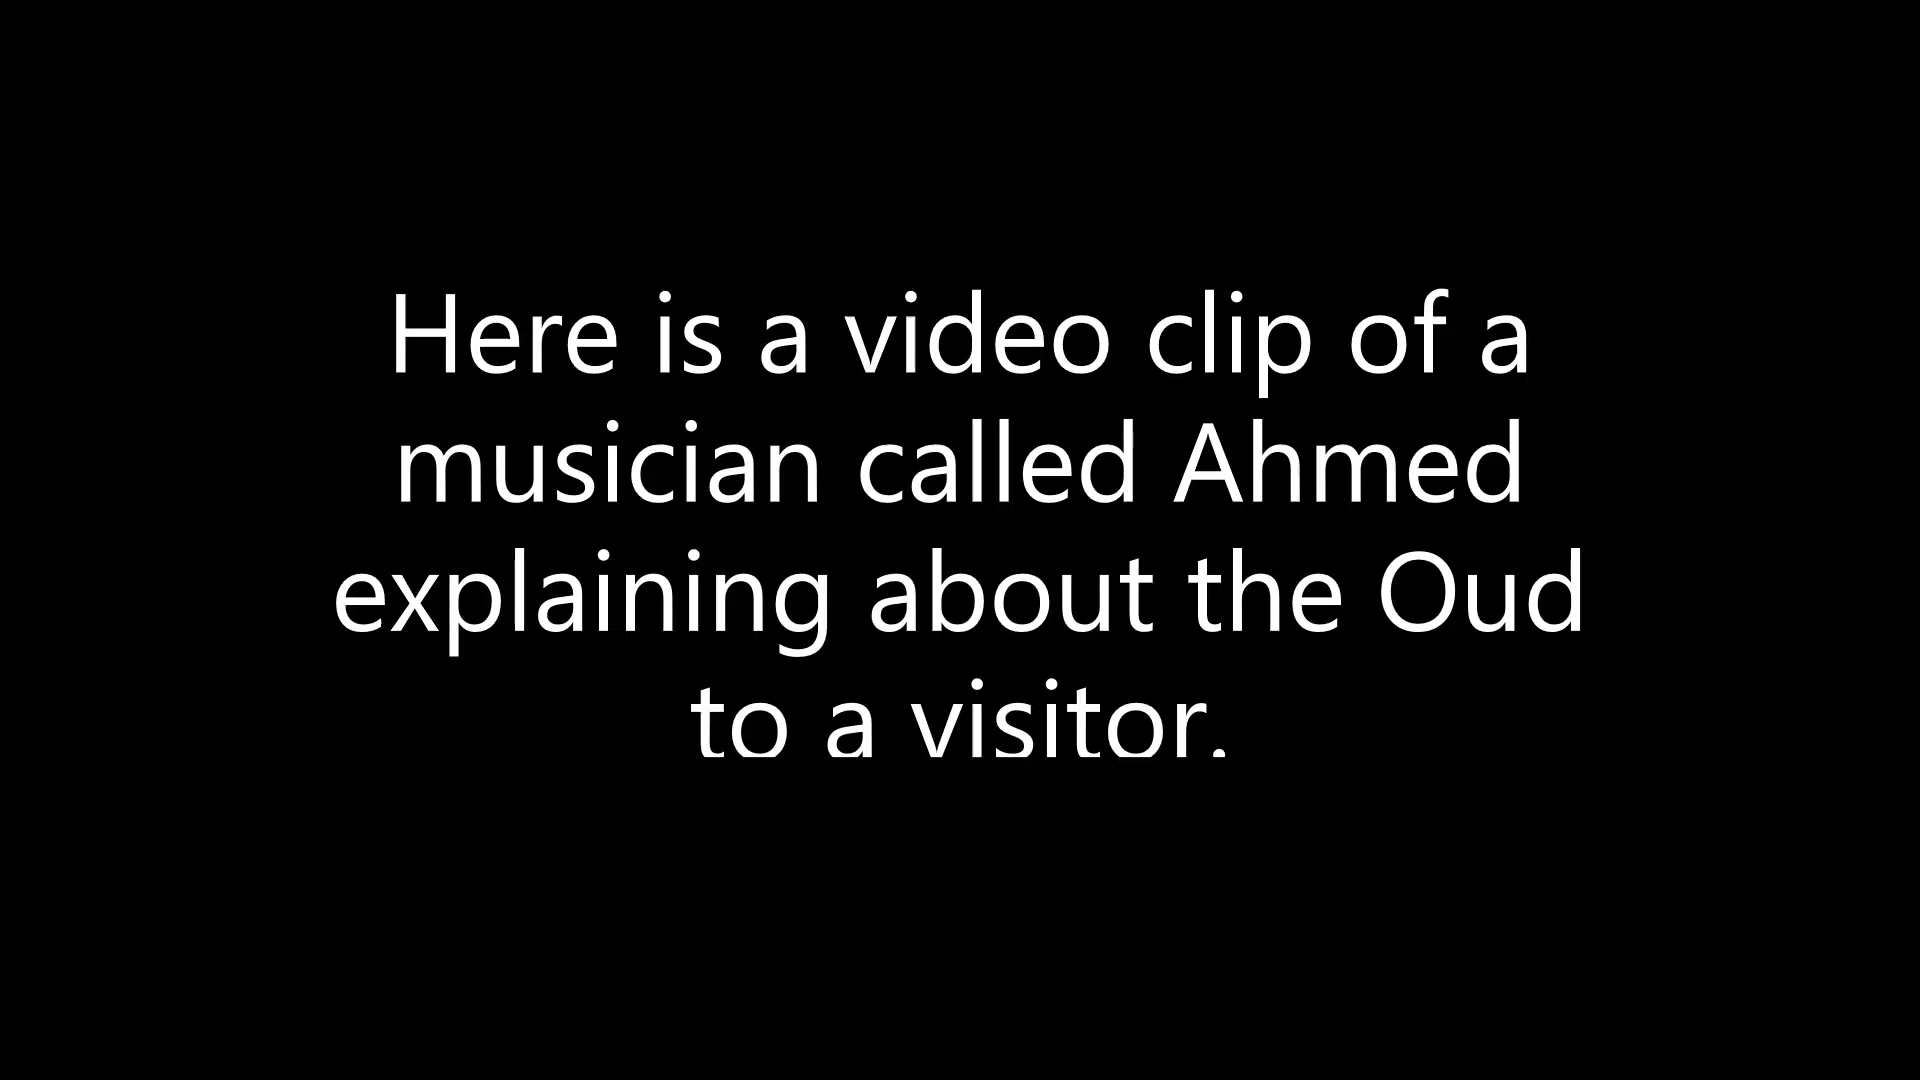 Here is a video clip of a
musician called Ahmed
explaining about the Oud
to a visitor.